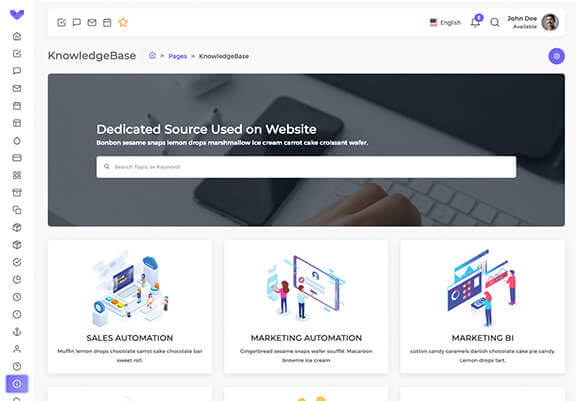 English
6
John Doe
Available
KnowledgeBase
Pages
KnowledgeBase
Dedicated Source Used on Website
Bonbon sesame snaps lemon drops marshmallow ice cream carrot cake croissant wafer.
Search Topic or Keyword
SALES AUTOMATION
Muffin lemon drops chocolate carrot cake chocolate bar
sweet roll.
MARKETING AUTOMATION
Gingerbread sesame snaps wafer soufflé. Macaroon
brownie ice cream
MARKETING BI
cotton candy caramels danish chocolate cake pie candy.
Lemon drops tart.